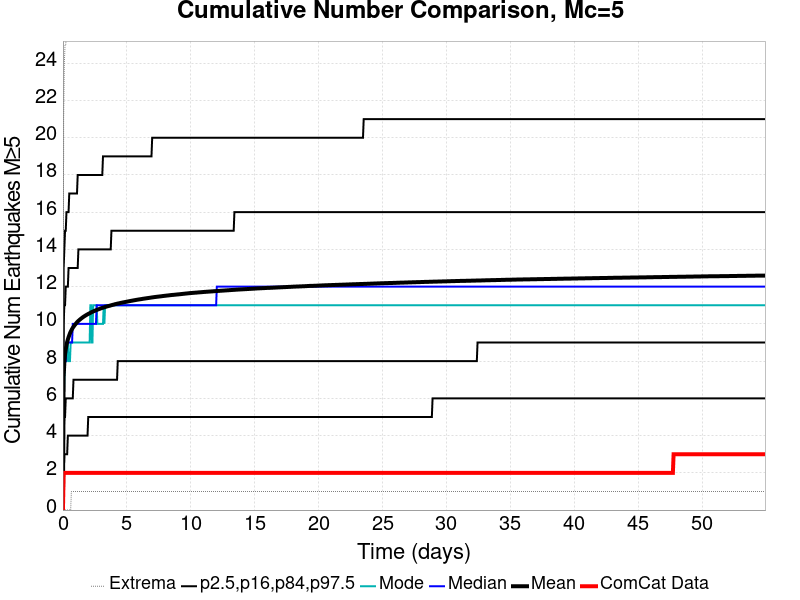 Cumulative Number Comparison, Mc=5
Cumulative Num Earthquakes M≥5
24
22
20
18
16
14
12
10
8
6
4
2
0
0 5 10 15 20 25 30 35 40 45 50
Time (days)
Extrema p2.5,p16,p84,p97.5 Mode Median Mean ComCat Data